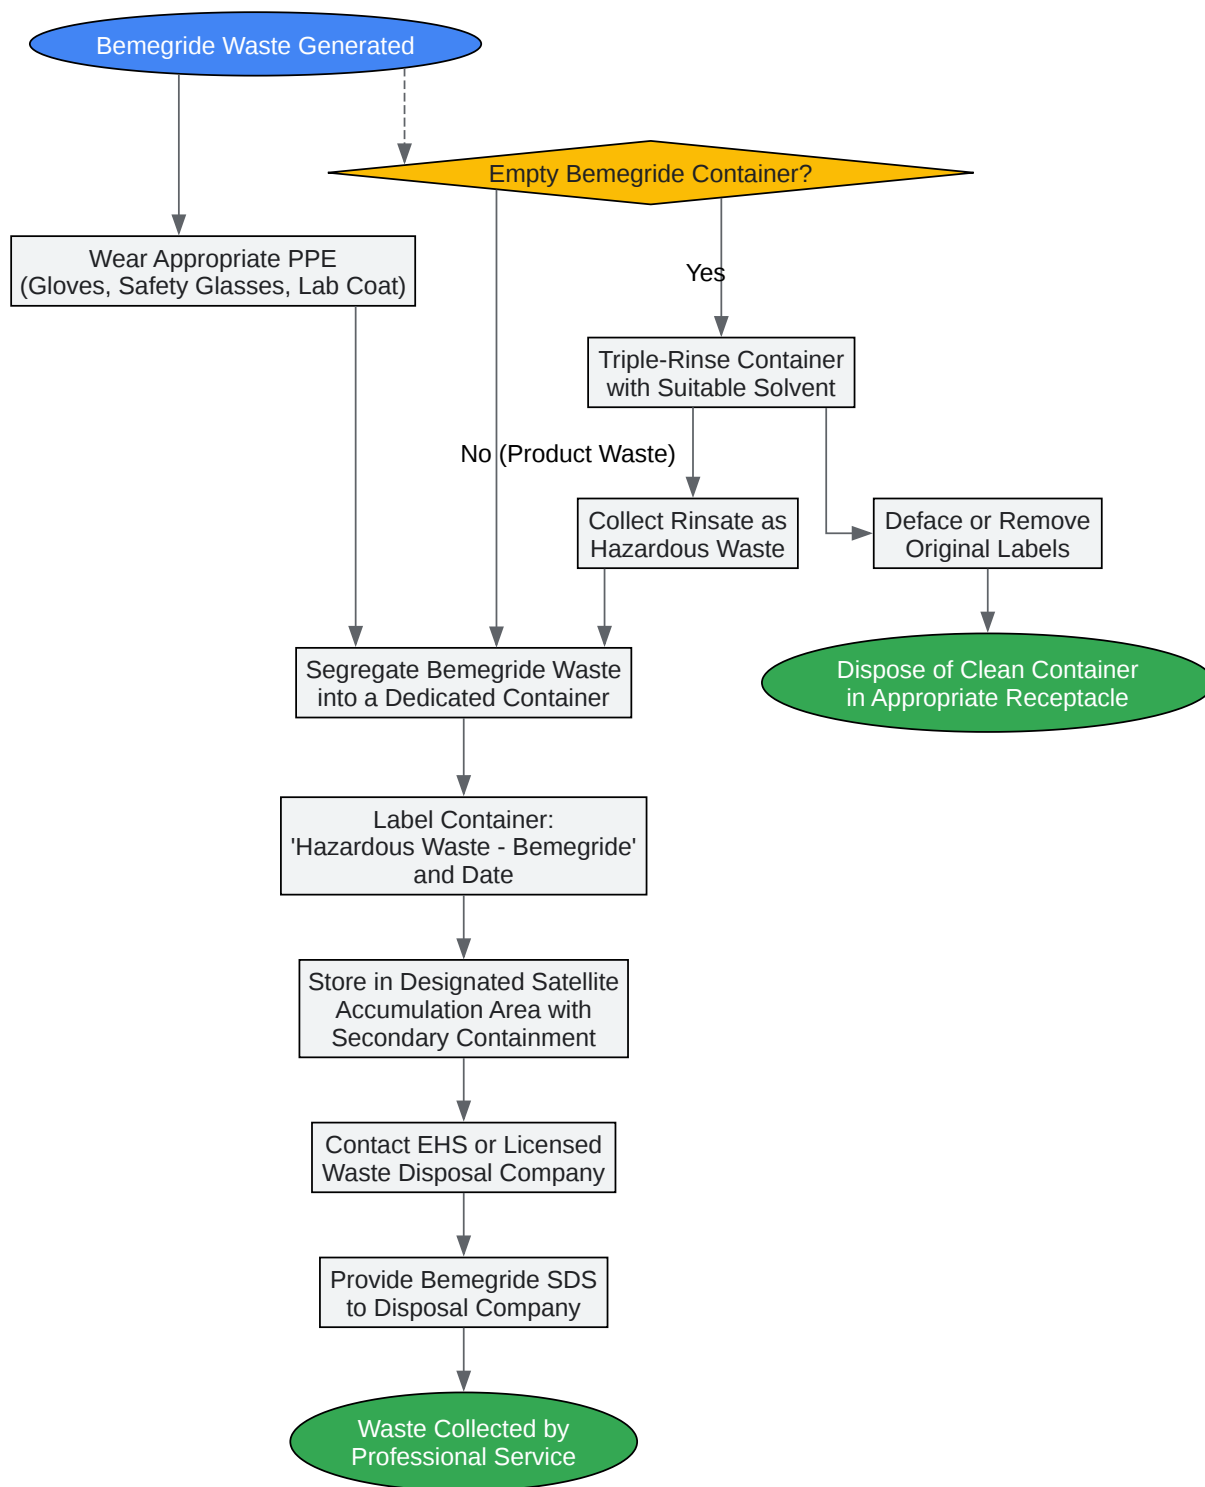 Bemegride Waste Generated
Empty Bemegride Container?
Wear Appropriate PPE
(Gloves, Safety Glasses, Lab Coat)
Yes
Triple-Rinse Container
with Suitable Solvent
No (Product Waste)
Collect Rinsate as
Hazardous Waste
Deface or Remove
Original Labels
Segregate Bemegride Waste
into a Dedicated Container
Dispose of Clean Container
in Appropriate Receptacle
Label Container:
'Hazardous Waste - Bemegride'
and Date
Store in Designated Satellite
Accumulation Area with
Secondary Containment
Contact EHS or Licensed
Waste Disposal Company
Provide Bemegride SDS
to Disposal Company
Waste Collected by
Professional Service